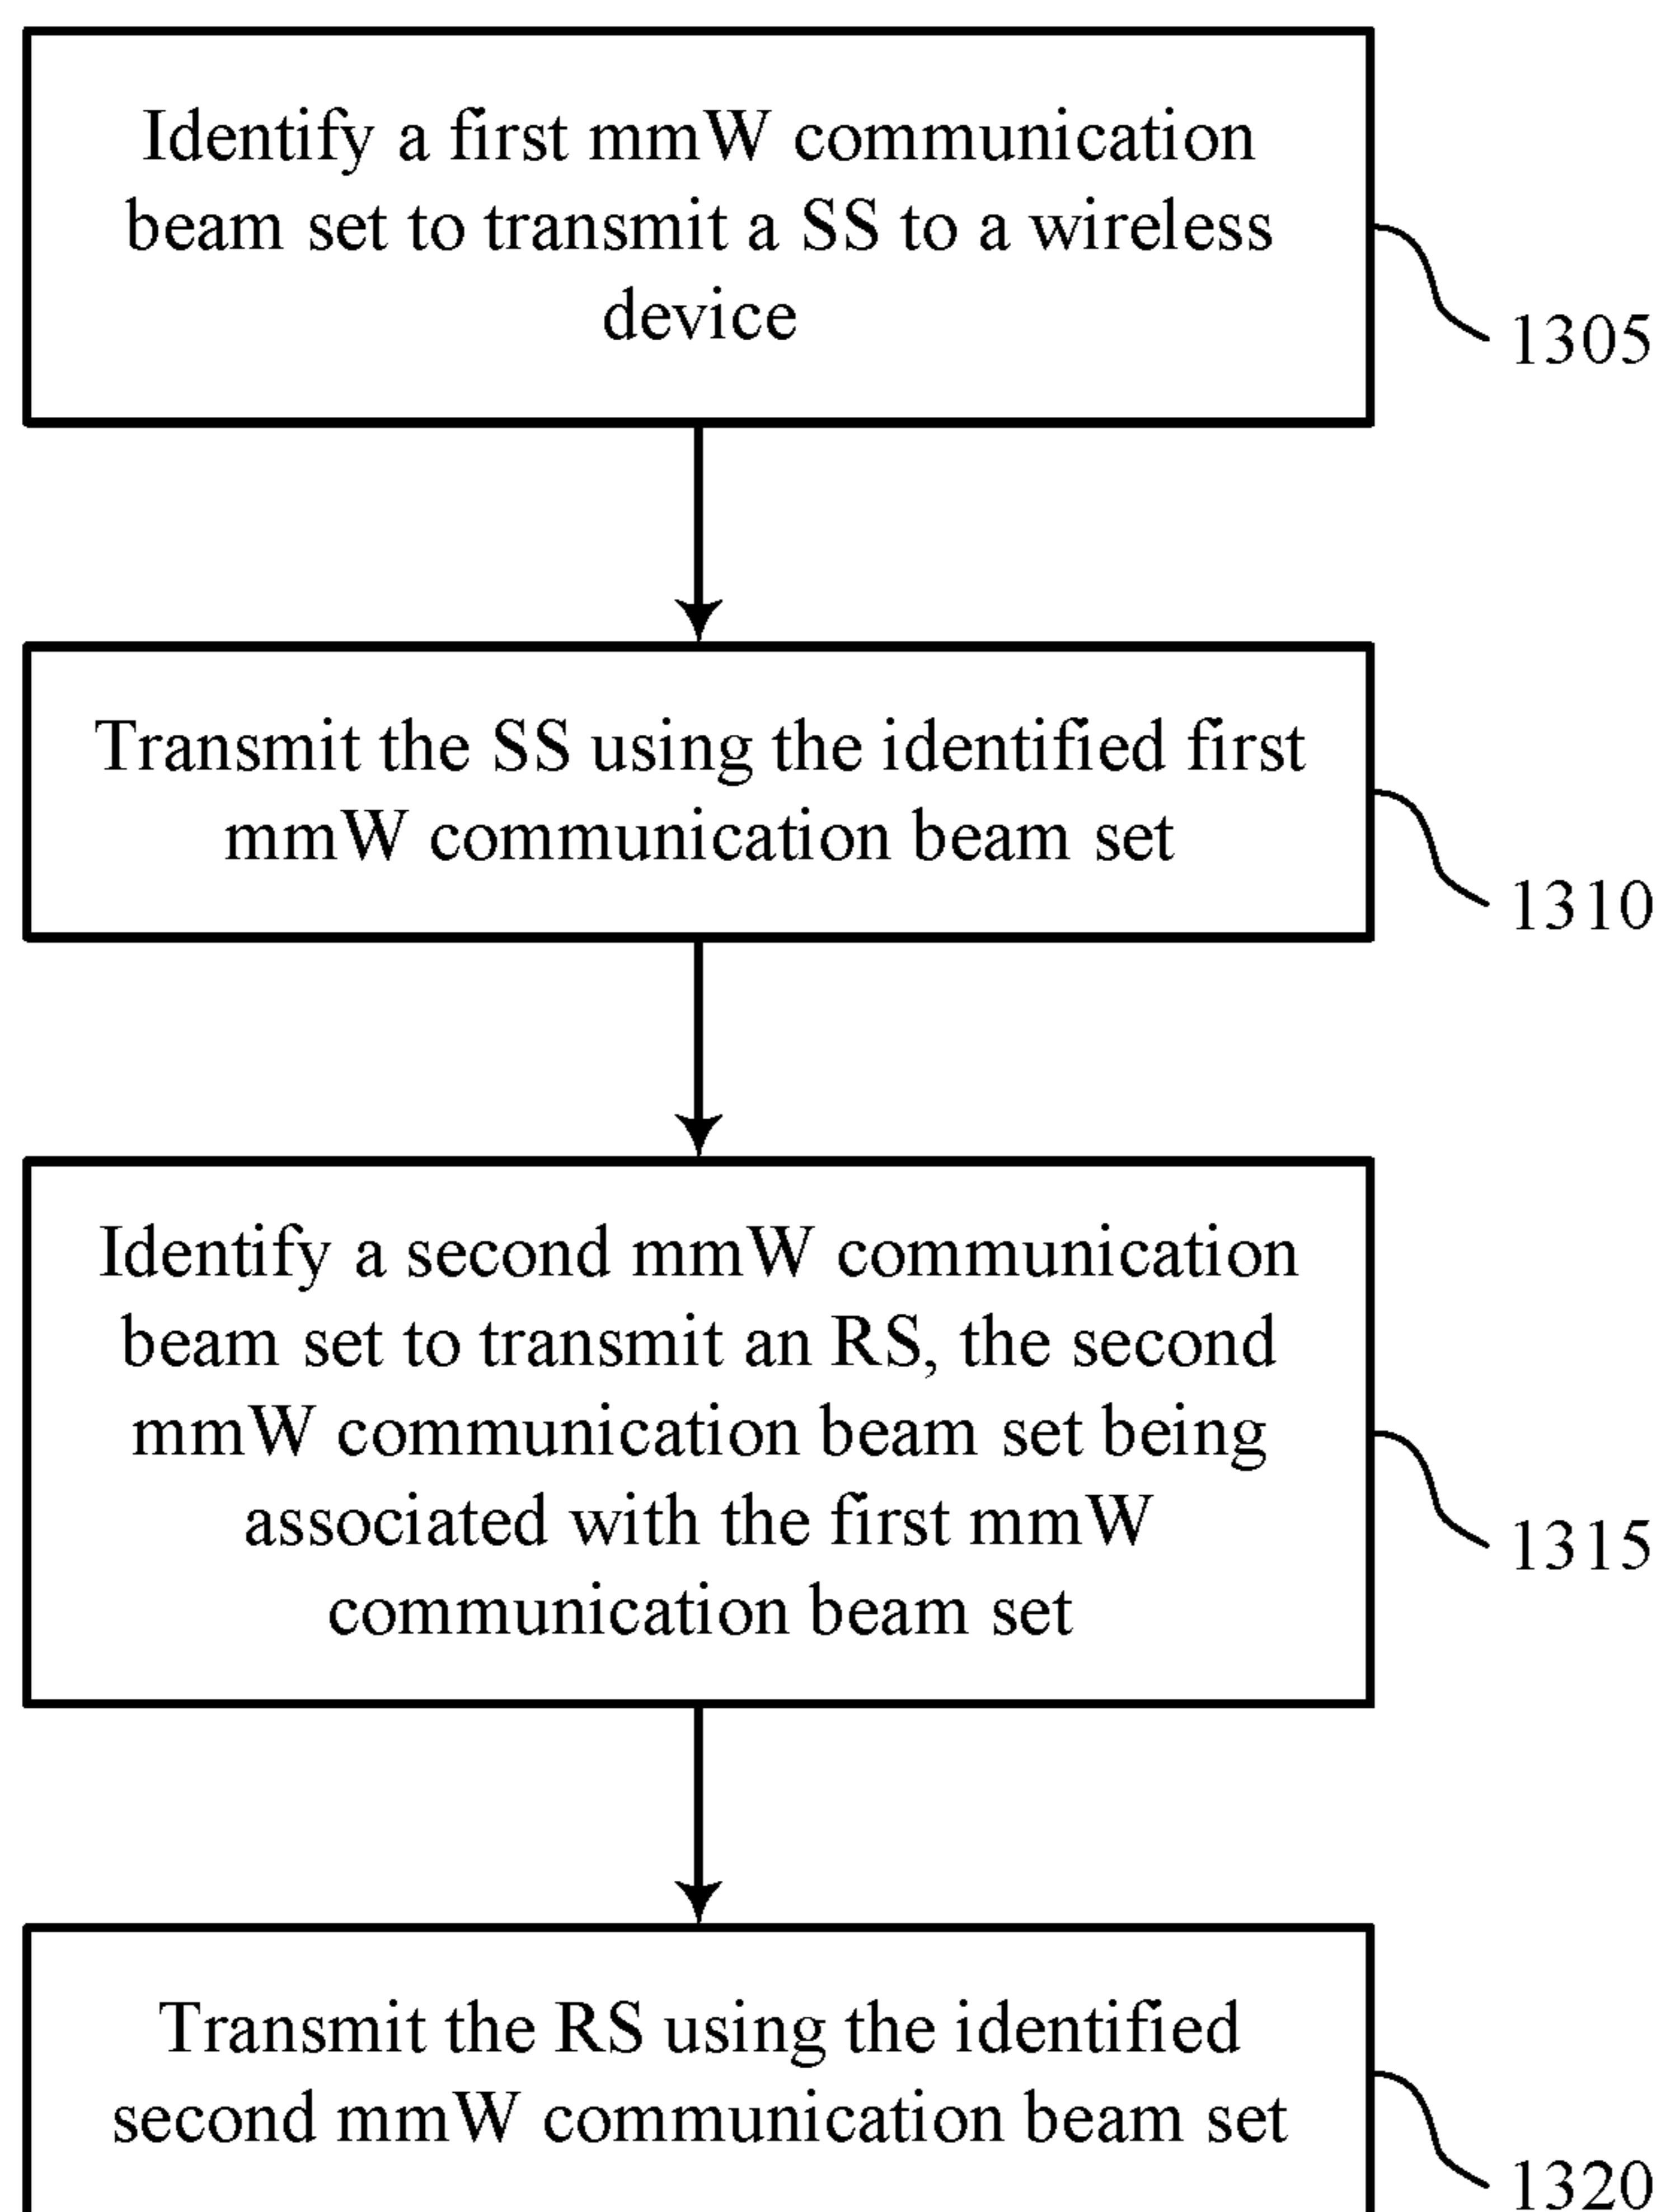 Identify a first mmW communication
beam set to transmit a SS to a wireless
device
1305
Transmit the SS using the identified first
mmW communication beam set
1310
Identify a second mmW communication
beam set to transmit an RS, the second
mmW communication beam set being
associated with the first mmW
communication beam set
1315
Transmit the RS using the identified
second mmW communication beam set
1320